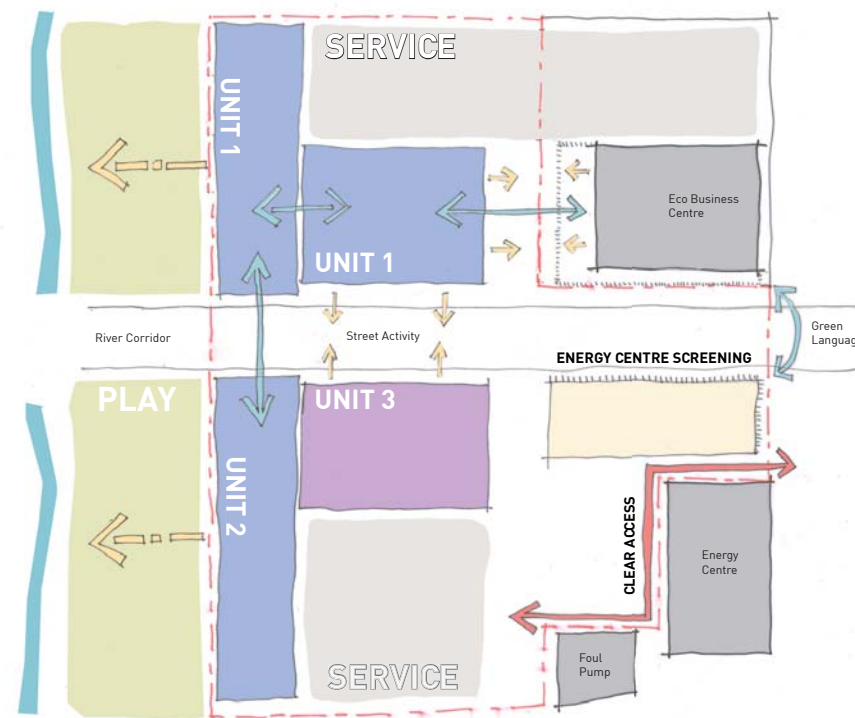 SERVICE
UNIT 1
Eco Business
Centre
UNIT 1
River Corridor
Street Activity
Green
Languag
ENERGY CENTRE SCREENING
PLAY
UNIT 3
UNIT 2
CLEAR ACCESS
Energy
Centre
Foul
Pump
SERVICE